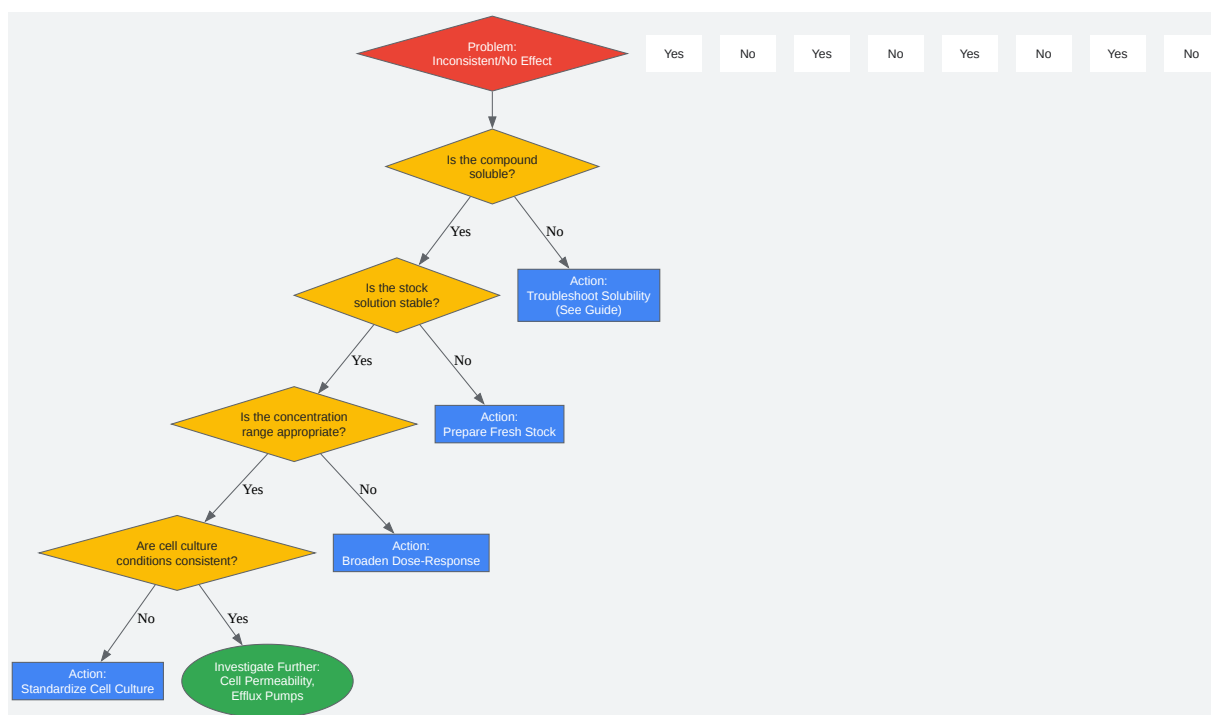 Problem:
Inconsistent/No Effect
Yes
No
Yes
No
Yes
No
Yes
No
Is the compound
soluble?
Yes
No
Is the stock
solution stable?
Action:
Troubleshoot Solubility
(See Guide)
Yes
No
Is the concentration
range appropriate?
Action:
Prepare Fresh Stock
Yes
No
Are cell culture
conditions consistent?
Action:
Broaden Dose-Response
No
Yes
Action:
Standardize Cell Culture
Investigate Further:
Cell Permeability,
Efflux Pumps